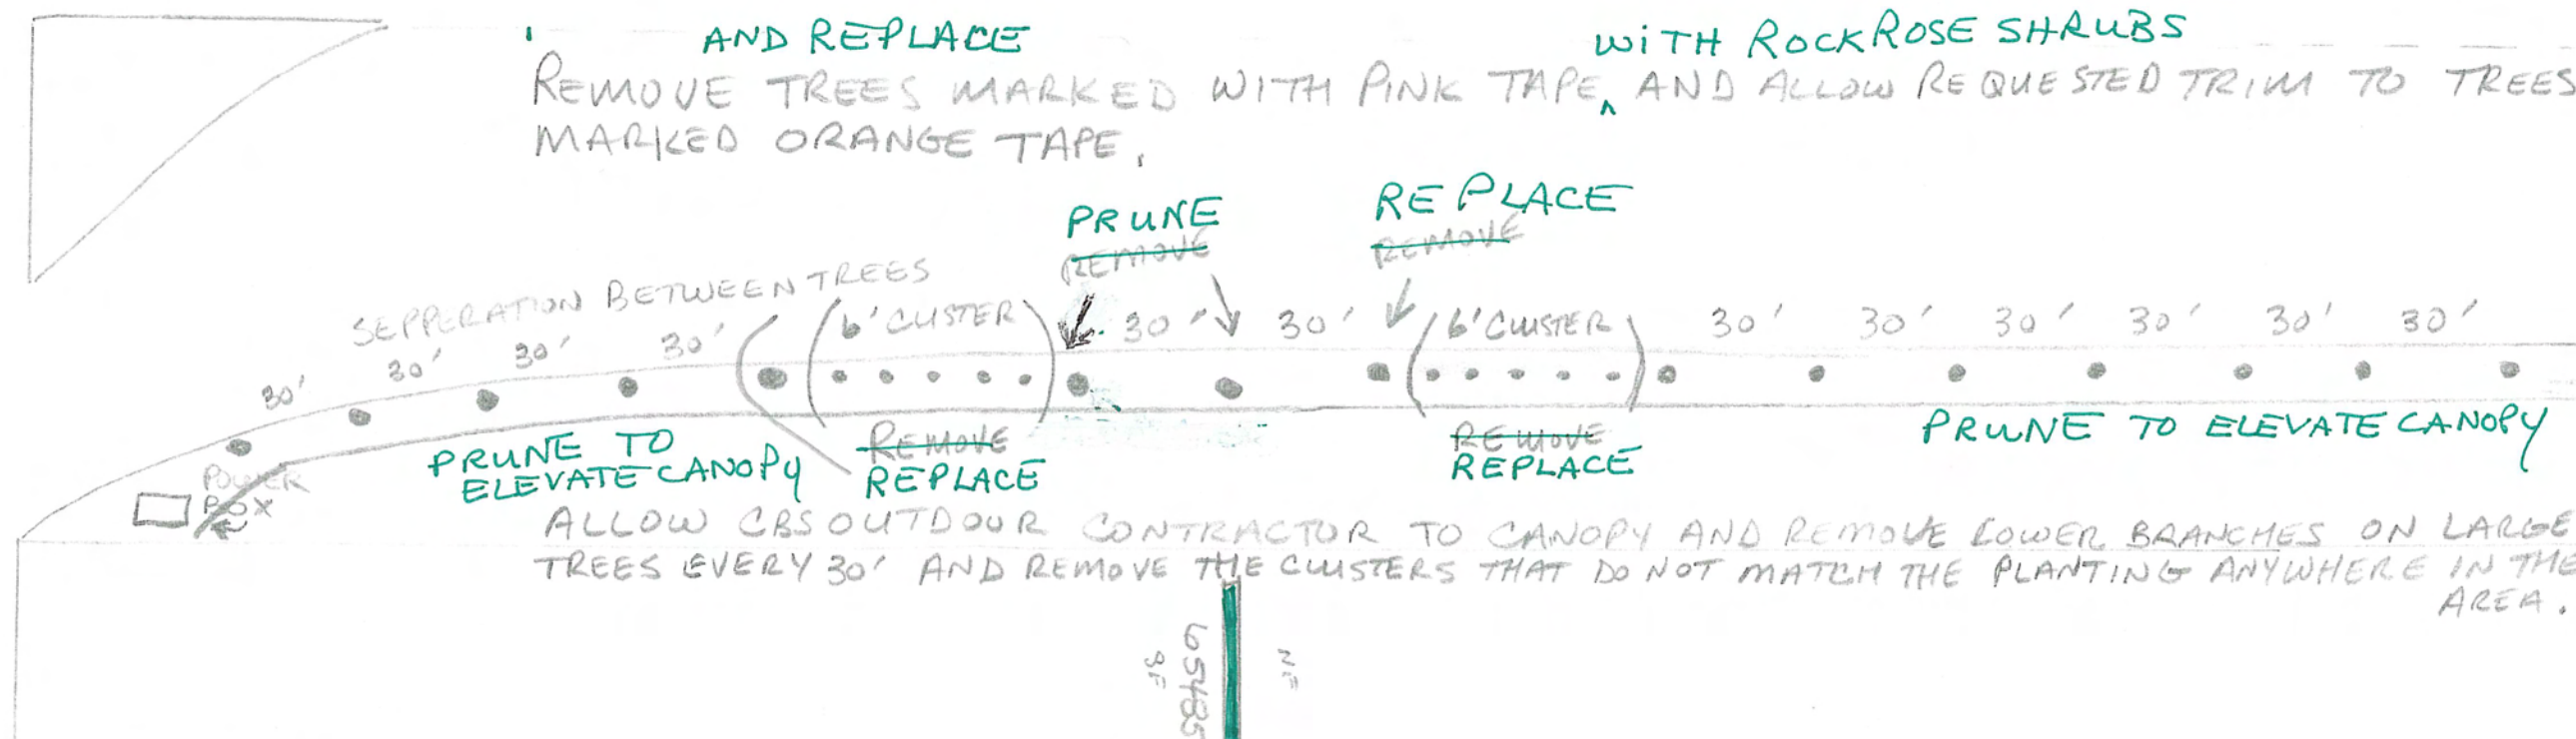 AND REPLACE
WITH ROCKROSE SHRUBS
REMOVE TREES MARKED WITH PINK TAPE^ AND ALLOW REQUESTED TRIM TO TREES
MARKED ORANGE TAPE.
PRUNE
REPLACE
REMOVE
REMOVE
SEPPERATION BETWEEN TREES
30' 30' 30' 30' (6' CLUSTER) 30' 30' (6' CLUSTER) 30' 30' 30' 30' 30' 30'
PRUNE TO
ELEVATE CANOPY
REMOVE
REPLACE
REMOVE
REPLACE
PRUNE TO ELEVATE CANOPY
POWER
BOX
ALLOW CBS OUTDOUR CONTRACTOR TO CANOPY AND REMOVE LOWER BRANCHES ON LARGE
TREES EVERY 30' AND REMOVE THE CLUSTERS THAT DO NOT MATCH THE PLANTING ANYWHERE IN THE
AREA.